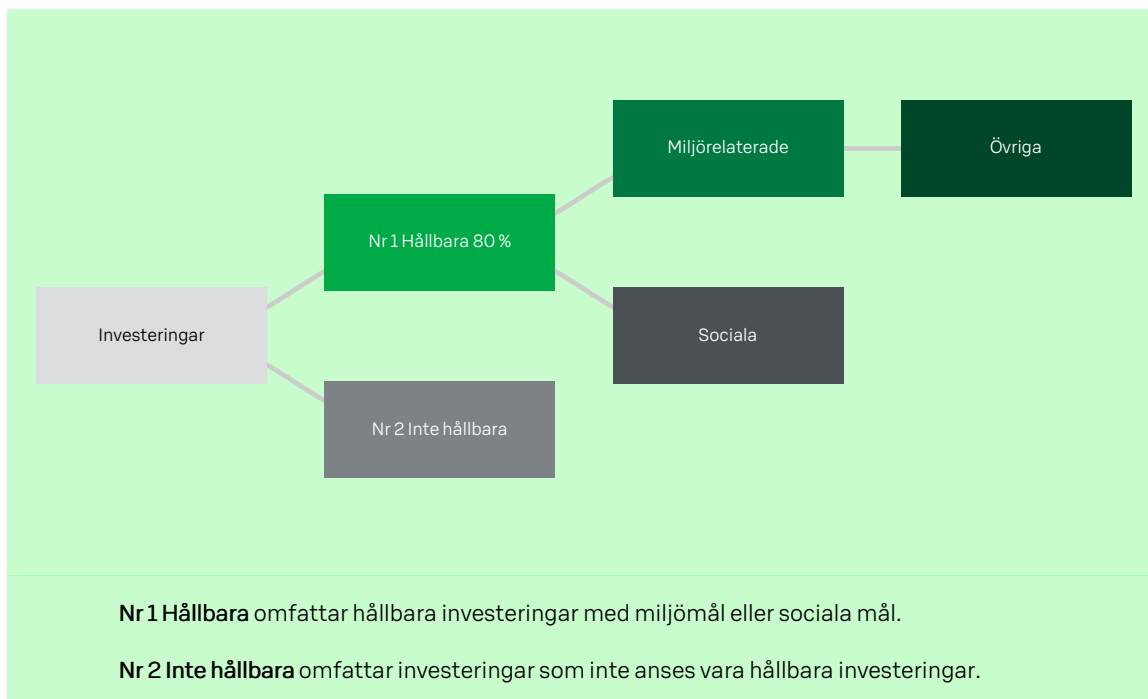 Miljörelaterade
Övriga
Nr 1 Hållbara 80 %
Investeringar
Sociala
Nr 2 Inte hållbara
Nr 1 Hållbara omfattar hållbara investeringar med miljömål eller sociala mål.
Nr 2 Inte hållbara omfattar investeringar som inte anses vara hållbara investeringar.